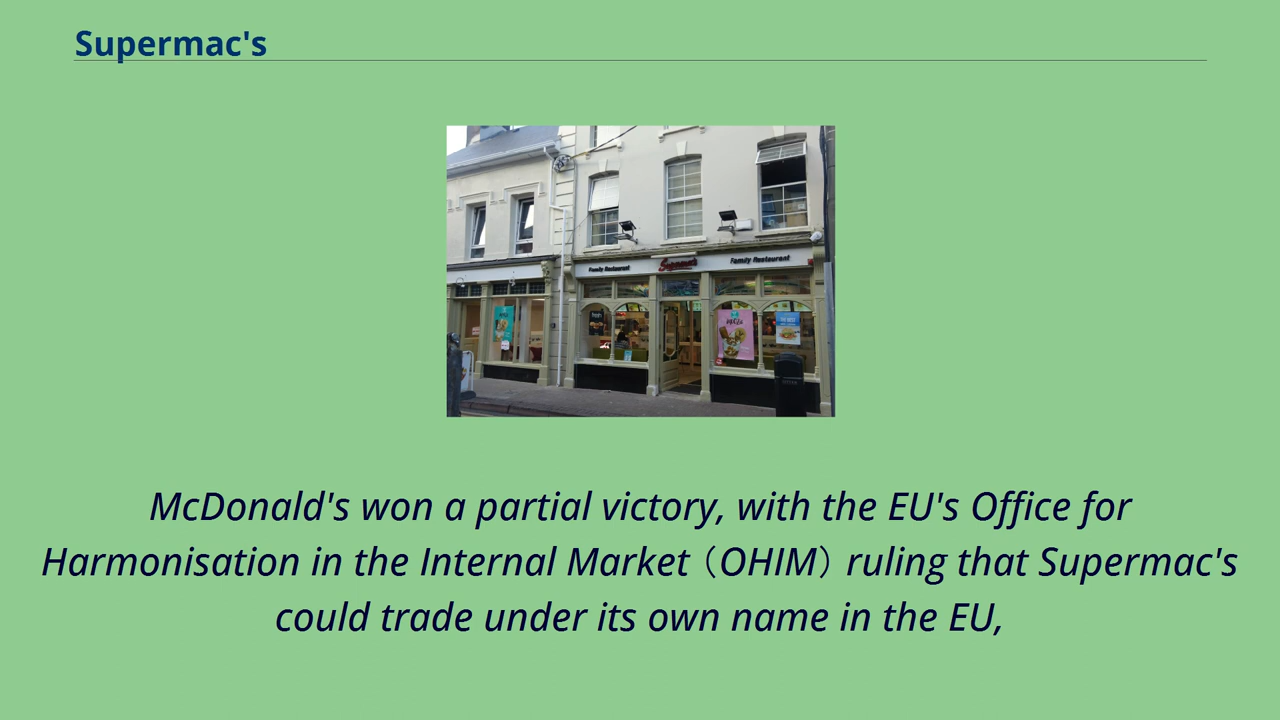 Supermac's
Family Restaurant
Supermac's
Family Restaurant
McDonald's won a partial victory, with the EU's Office for
Harmonisation in the Internal Market（OHIM）ruling that Supermac's
could trade under its own name in the EU,